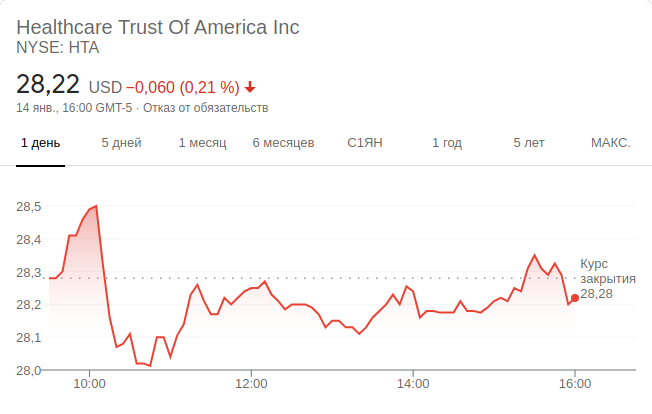 Healthcare Trust Of America Inc
NYSE: HTA
28,22 USD −0,060 (0,21 %)
14 янв., 16:00 GMT-5 · Отказ от обязательств
1 день 5 дней 1 месяц 6 месяцев С1ЯН 1 год 5 лет МАКС.
28,5
28,4
28,3
28,2
28,1
28,0
Курс
закрытия
28,28
10:00 12:00 14:00 16:00